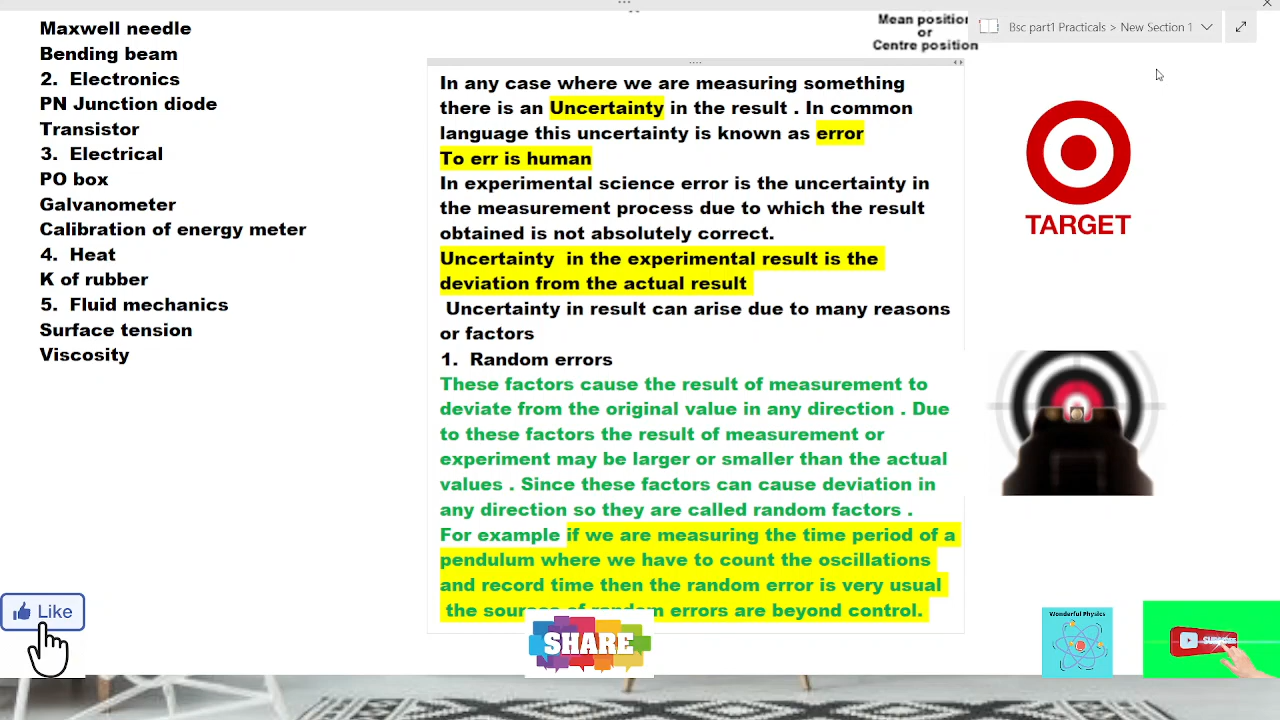 Maxwell needle
Bending beam
2. Electronics
PN Junction diode
Transistor
3. Electrical
PO box
Galvanometer
Calibration of energy meter
4. Heat
K of rubber
5. Fluid mechanics
Surface tension
Viscosity
Mean position
or
Centre position
Bsc part1 Practicals > New Section 1
In any case where we are measuring something
there is an Uncertainty in the result . In common
language this uncertainty is known as error
To err is human
In experimental science error is the uncertainty in
the measurement process due to which the result
obtained is not absolutely correct.
Uncertainty in the experimental result is the
deviation from the actual result
Uncertainty in result can arise due to many reasons
or factors
1. Random errors
These factors cause the result of measurement to
deviate from the original value in any direction . Due
to these factors the result of measurement or
experiment may be larger or smaller than the actual
values . Since these factors can cause deviation in
any direction so they are called random factors .
For example if we are measuring the time period of a
pendulum where we have to count the oscillations
and record time then the random error is very usual
the sources of random errors are beyond control.
TARGET
Like
SHARE
Wonderful Physics
SUBSCRIBE